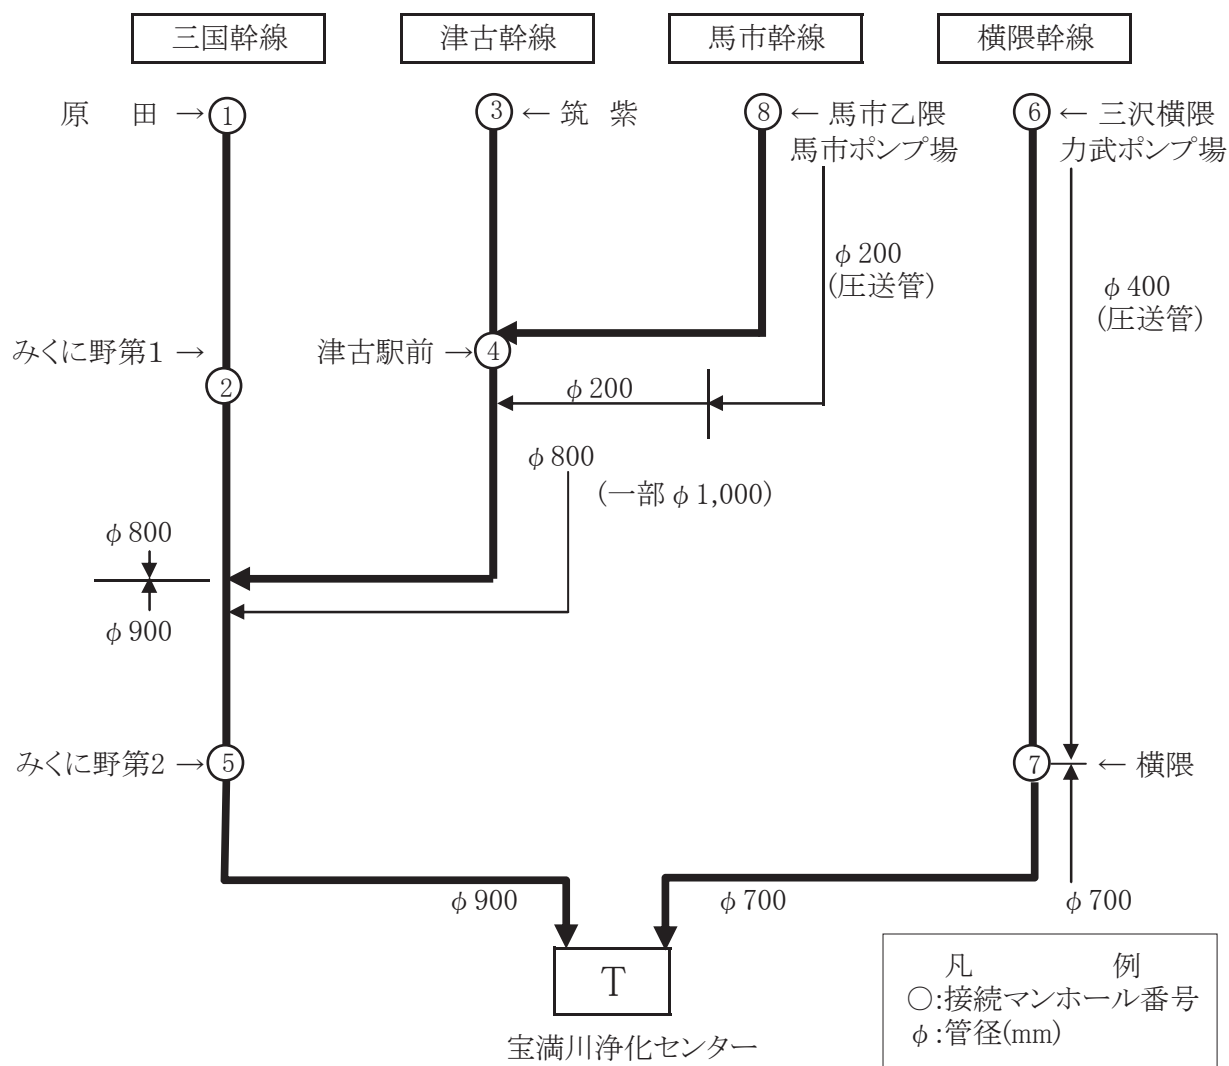 三国幹線
津古幹線
馬市幹線
横隈幹線
原　田 →①
③ ← 筑 紫
⑧ ← 馬市乙隈
馬市ポンプ場
⑥ ← 三沢横隈
力武ポンプ場
φ200
(圧送管)
φ400
(圧送管)
みくに野第1 →
②
津古駅前 →④
φ200
φ800
(一部φ1,000)
φ800
φ900
みくに野第2 →⑤
⑦ ← 横隈
φ900
φ700
φ700
T
宝満川浄化センター
凡　例
○:接続マンホール番号
φ:管径(mm)